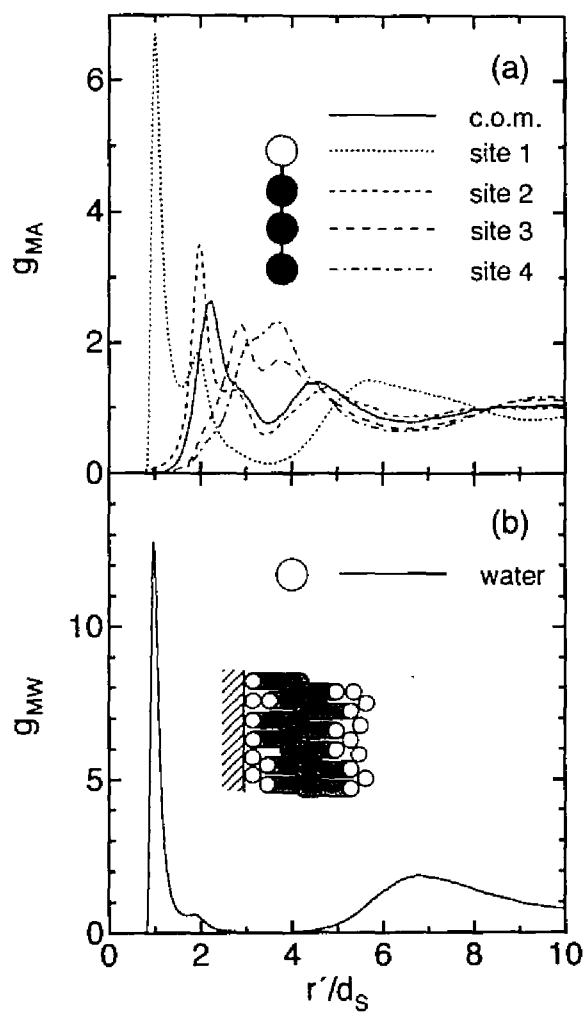 (a)
6
4
2
0
g_MA
c.o.m.
site 1
site 2
site 3
site 4
(b)
10
5
0
g_MW
water
0 2 4 6 8 10
r´/d_S